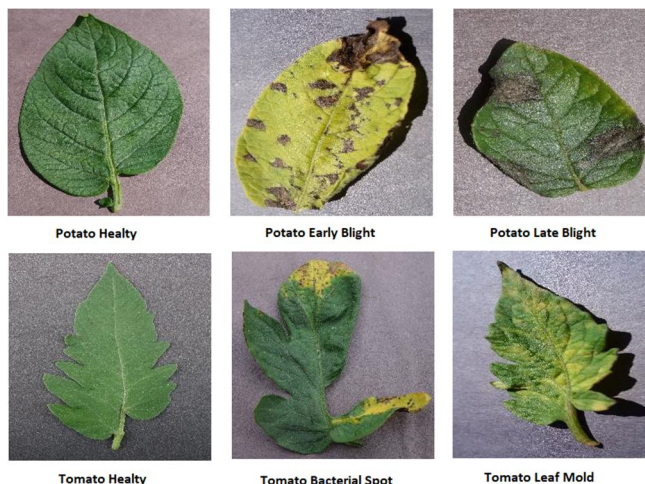 Potato Healty
Potato Early Blight
Potato Late Blight
Tomato Healty
Tomato Bacterial Spot
Tomato Leaf Mold